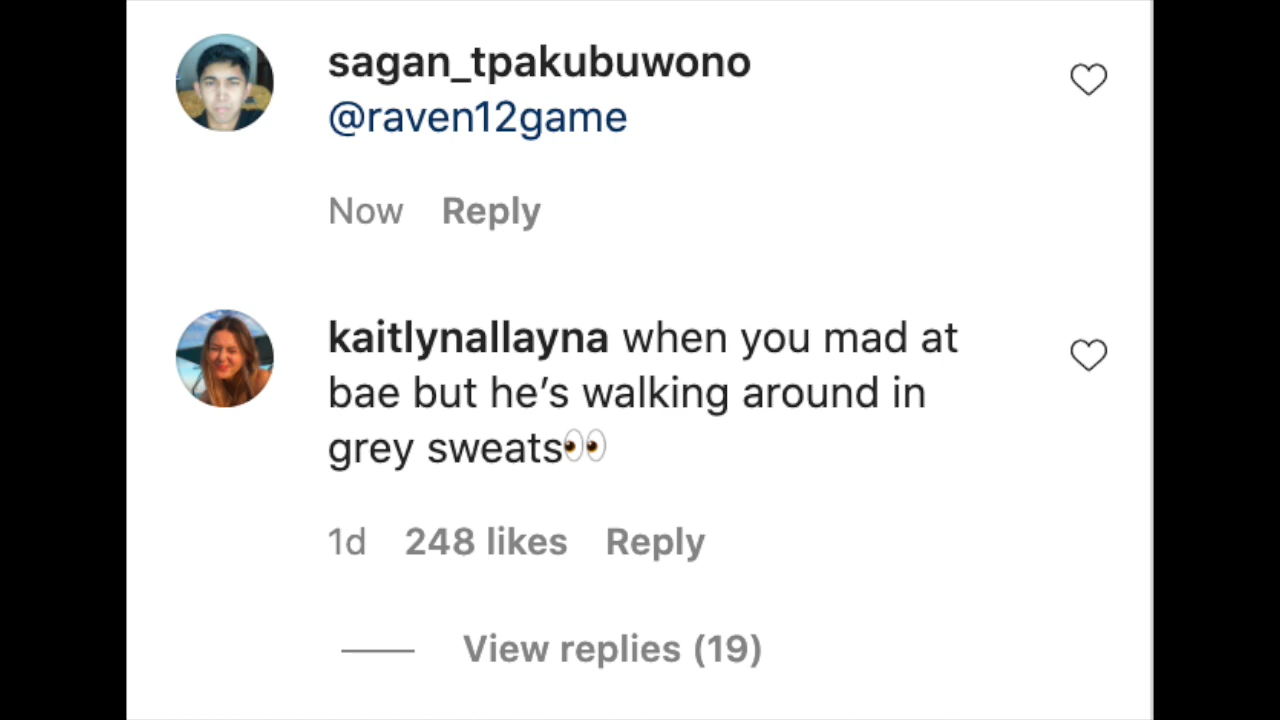 sagan_tpakubuwono
@raven12game
Now Reply
kaitlynallayna when you mad at
bae but he’s walking around in
grey sweats👀
1d 248 likes Reply
View replies (19)